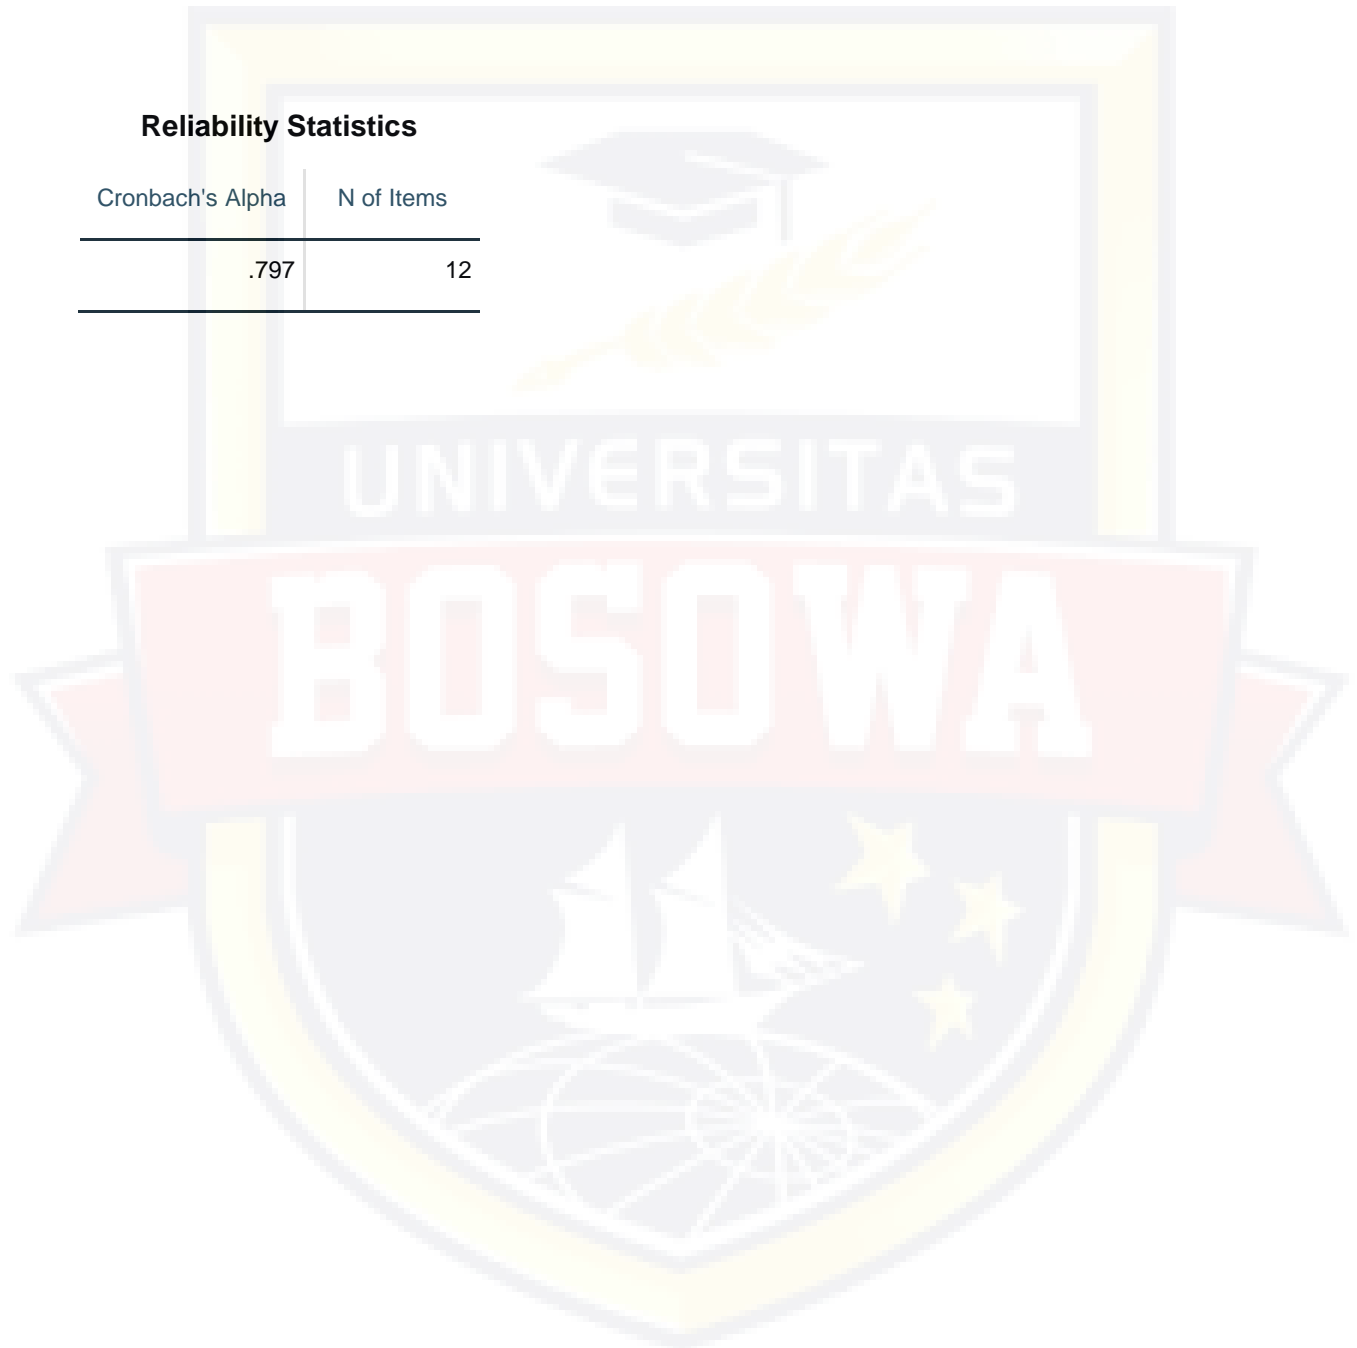 Reliability Statistics
Cronbach's Alpha N of Items
.797 12
UNIVERSITAS
BOSOWA